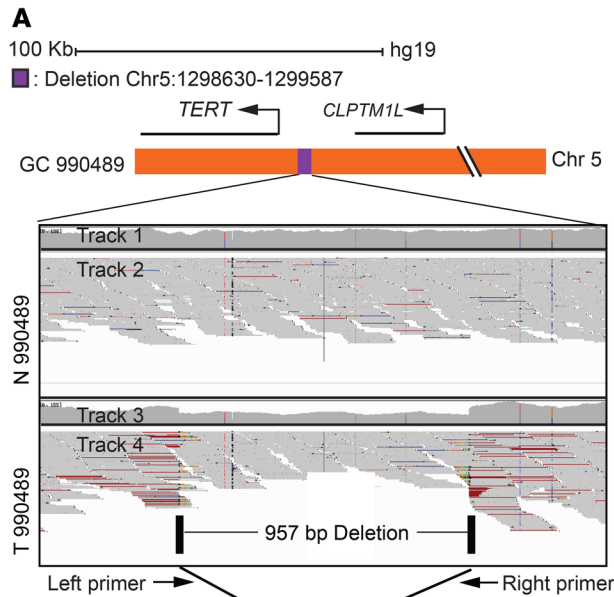 A
100 Kb hg19
: Deletion Chr5:1298630-1299587
TERT CLPTM1L
GC 990489 Chr 5
Track 1
Track 2
N 990489
Track 3
Track 4
T 990489
957 bp Deletion
Left primer Right primer